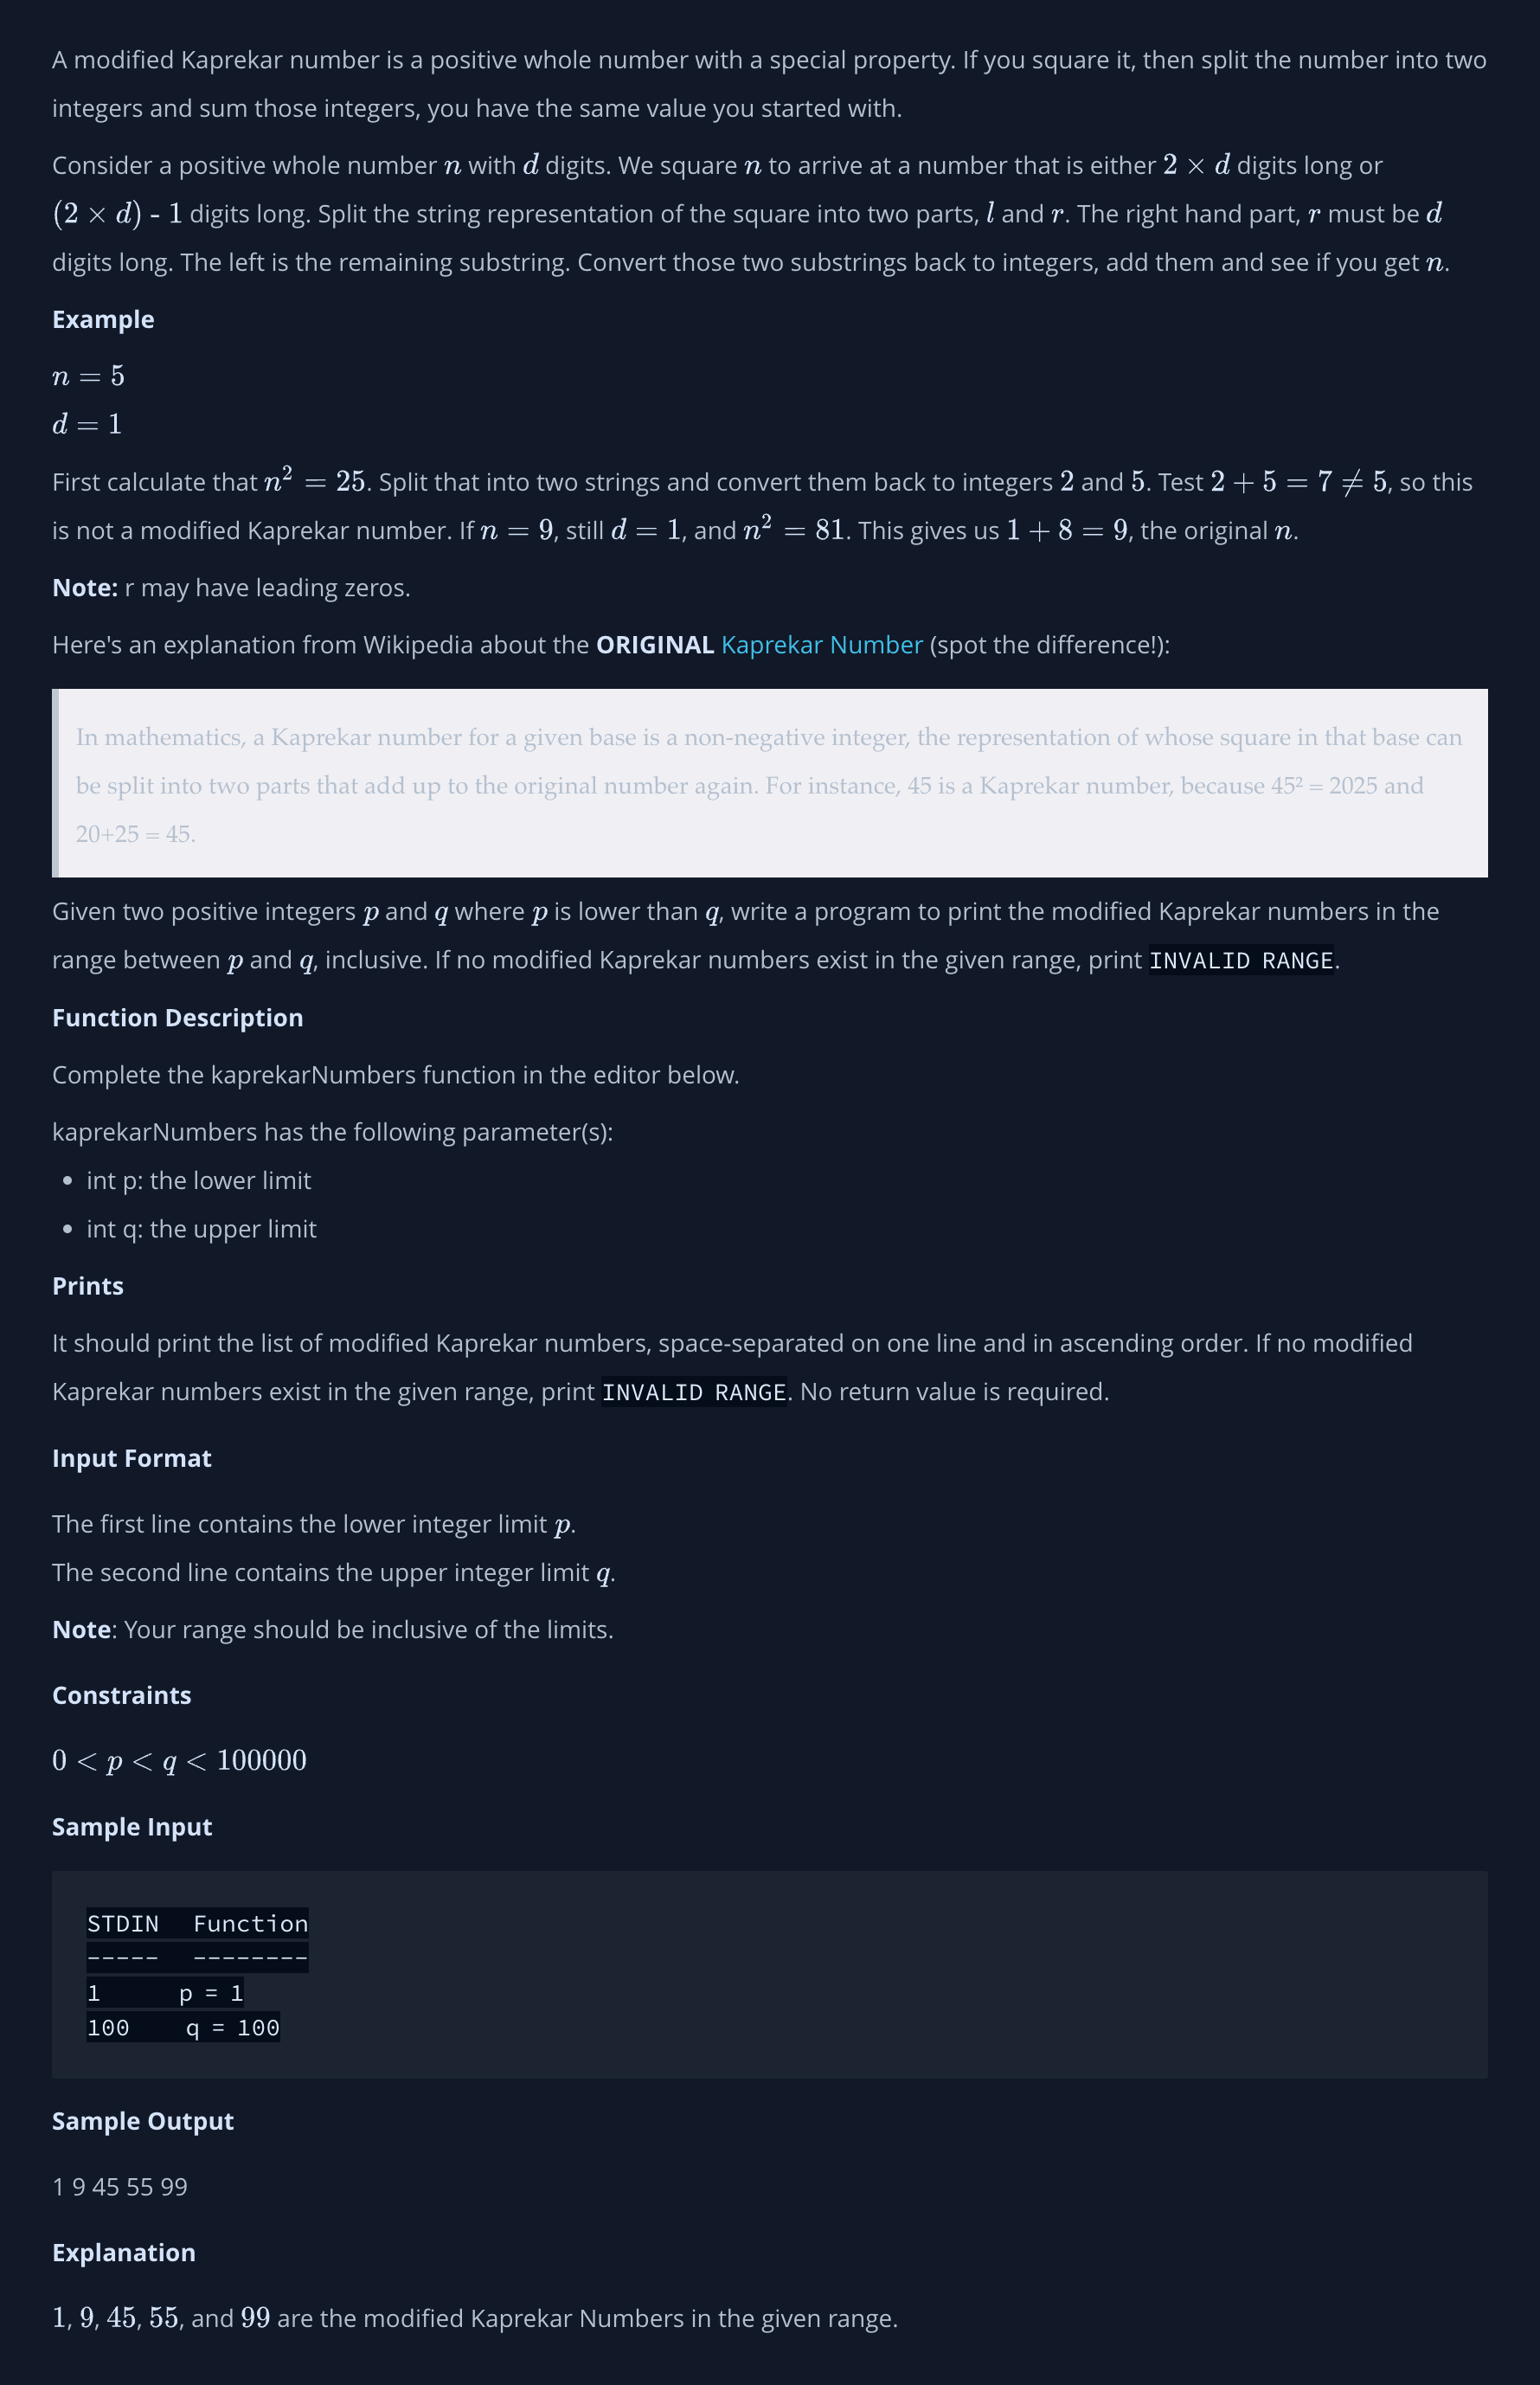 A modified Kaprekar number is a positive whole number with a special property. If you square it, then split the number into two
integers and sum those integers, you have the same value you started with.
Consider a positive whole number n with d digits. We square n to arrive at a number that is either 2 × d digits long or
(2 × d) - 1 digits long. Split the string representation of the square into two parts, l and r. The right hand part, r must be d
digits long. The left is the remaining substring. Convert those two substrings back to integers, add them and see if you get n.
Example
n = 5
d = 1
First calculate that n² = 25. Split that into two strings and convert them back to integers 2 and 5. Test 2 + 5 = 7 ≠ 5, so this
is not a modified Kaprekar number. If n = 9, still d = 1, and n² = 81. This gives us 1 + 8 = 9, the original n.
Note: r may have leading zeros.
Here's an explanation from Wikipedia about the ORIGINAL Kaprekar Number (spot the difference!):
In mathematics, a Kaprekar number for a given base is a non-negative integer, the representation of whose square in that base can
be split into two parts that add up to the original number again. For instance, 45 is a Kaprekar number, because 45² = 2025 and
20+25 = 45.
Given two positive integers p and q where p is lower than q, write a program to print the modified Kaprekar numbers in the
range between p and q, inclusive. If no modified Kaprekar numbers exist in the given range, print INVALID RANGE.
Function Description
Complete the kaprekarNumbers function in the editor below.
kaprekarNumbers has the following parameter(s):
• int p: the lower limit
• int q: the upper limit
Prints
It should print the list of modified Kaprekar numbers, space-separated on one line and in ascending order. If no modified
Kaprekar numbers exist in the given range, print INVALID RANGE. No return value is required.
Input Format
The first line contains the lower integer limit p.
The second line contains the upper integer limit q.
Note: Your range should be inclusive of the limits.
Constraints
0 < p < q < 100000
Sample Input
STDIN Function
----- --------
1 p = 1
100 q = 100
Sample Output
1 9 45 55 99
Explanation
1, 9, 45, 55, and 99 are the modified Kaprekar Numbers in the given range.